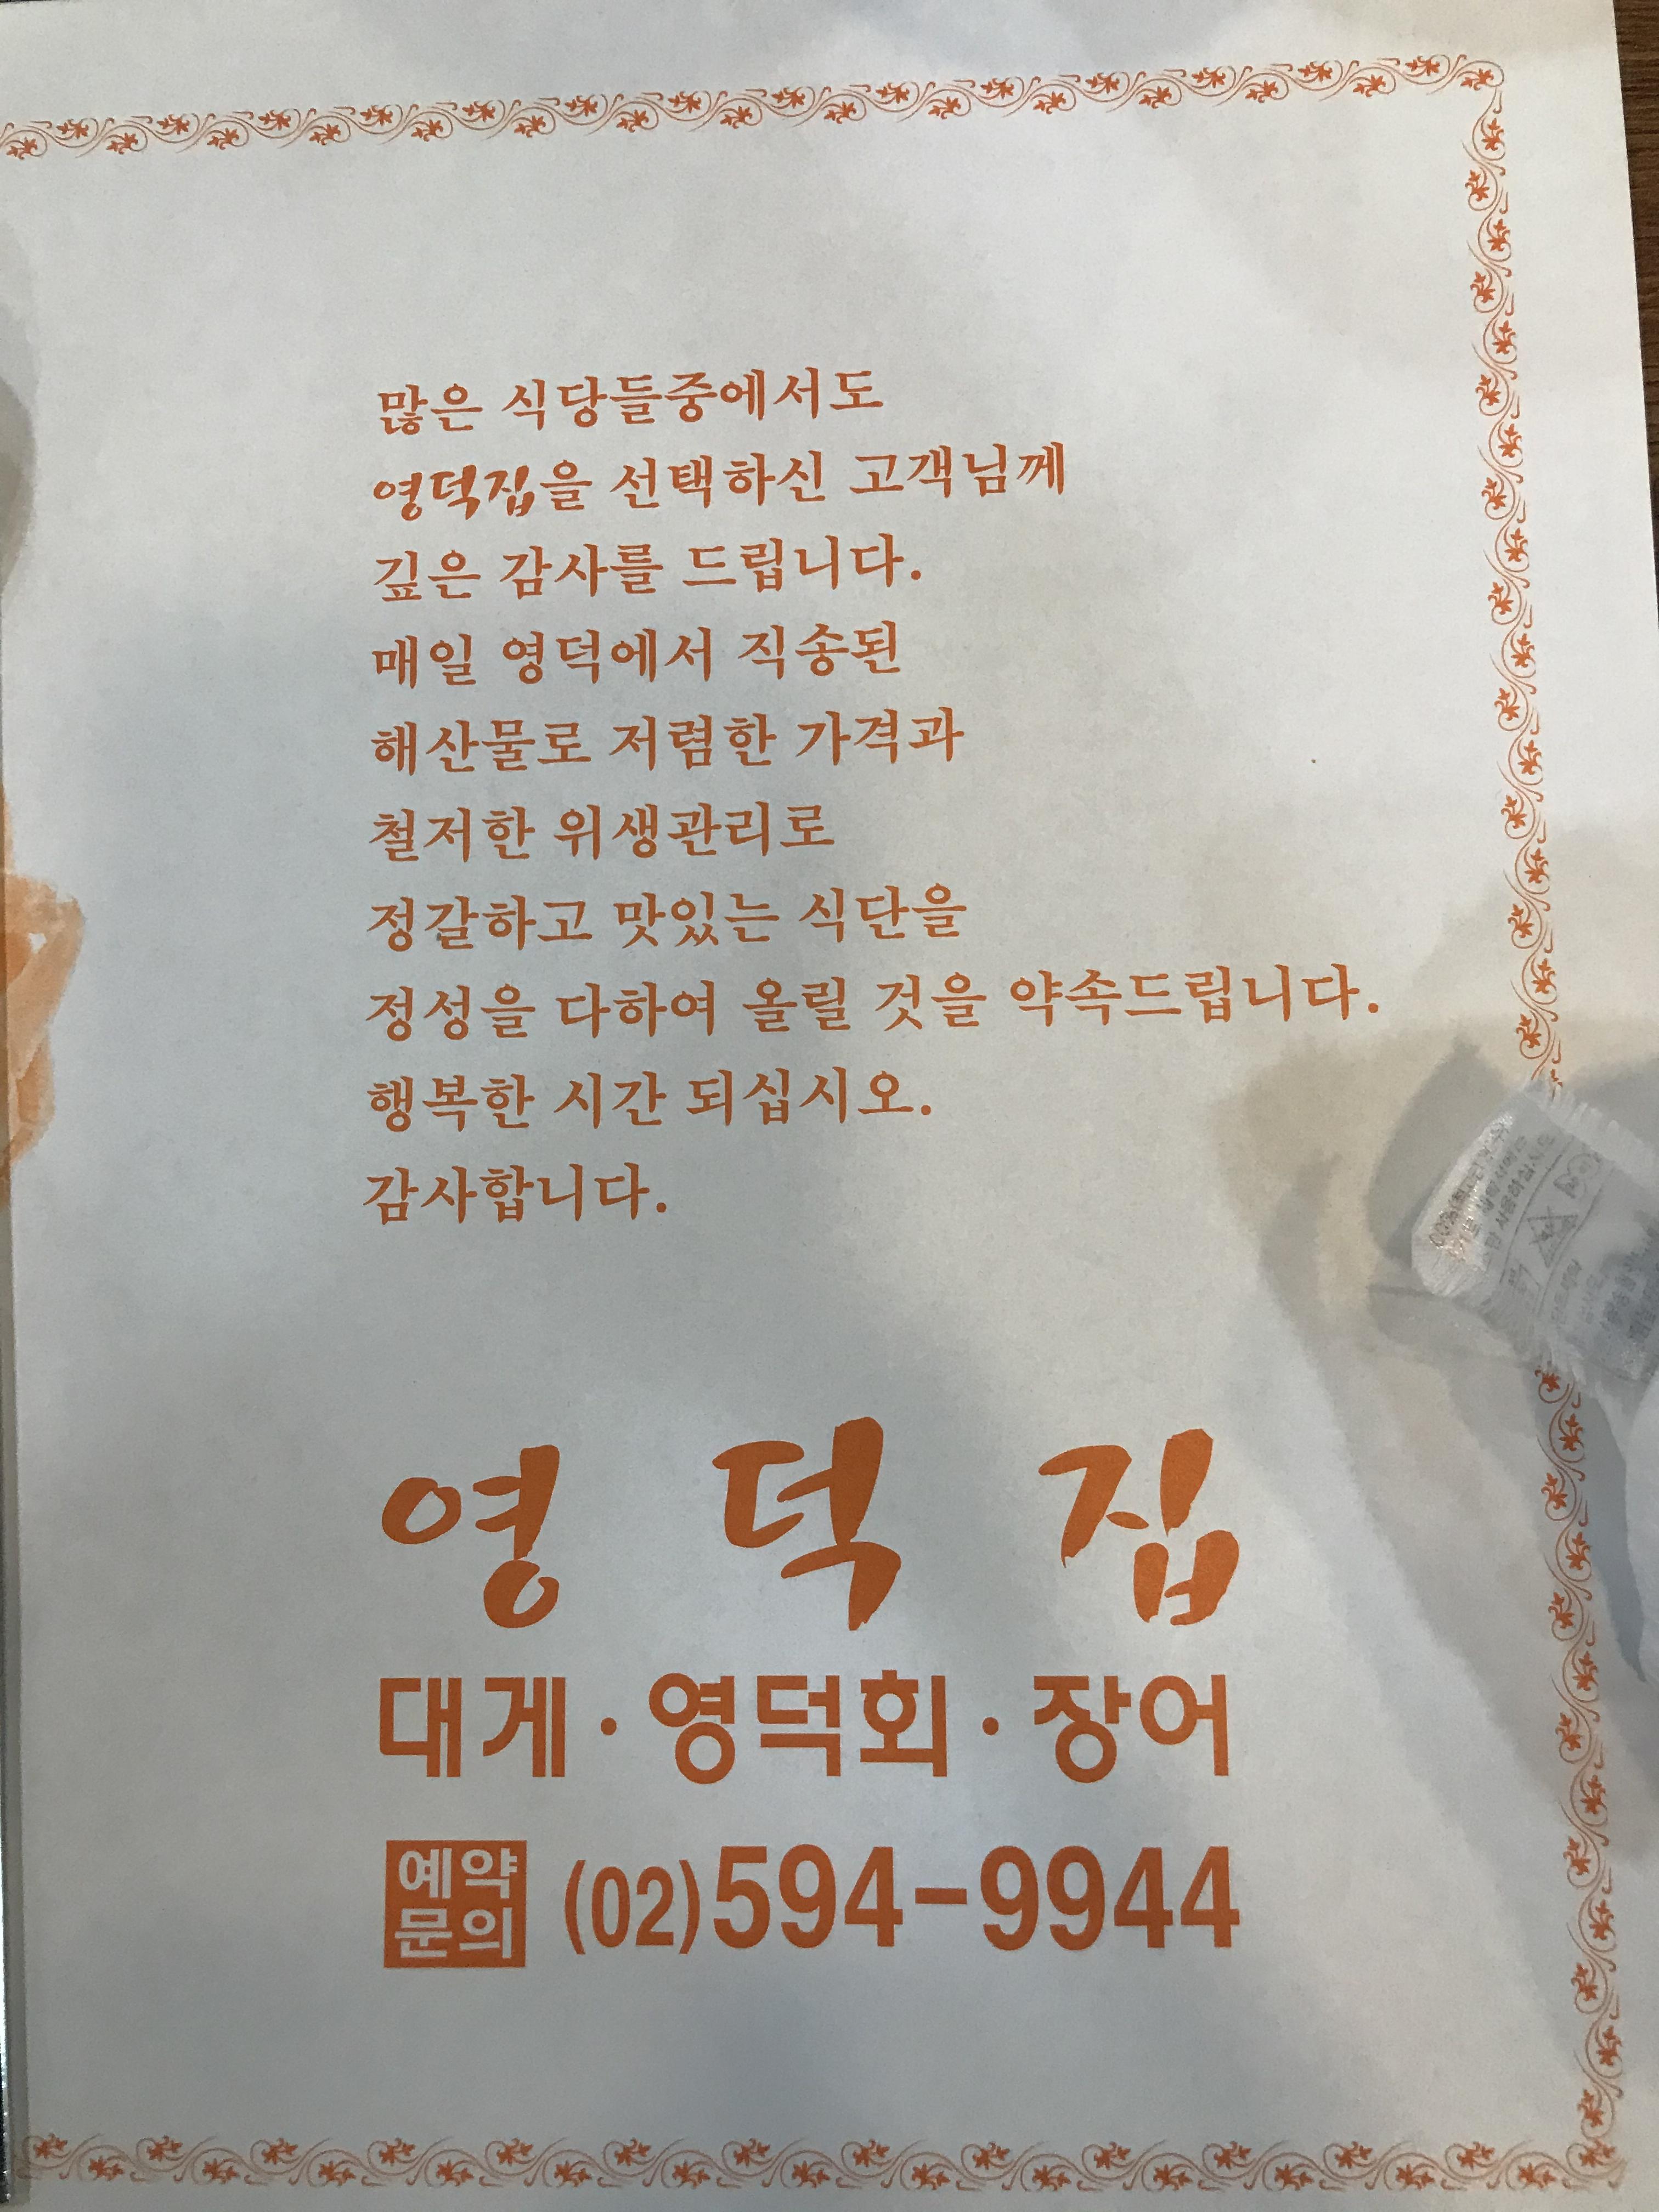 많은 식당들중에서도
영덕집을 선택하신 고객님께
깊은 감사를 드립니다.
매일 영덕에서 직송된
해산물로 저렴한 가격과
철저한 위생관리로
정갈하고 맛있는 식단을
정성을 다하여 올릴 것을 약속드립니다.
행복한 시간 되십시오.
감사합니다.
영 덕 집
대게·영덕회·장어
예약
문의 (02)594-9944